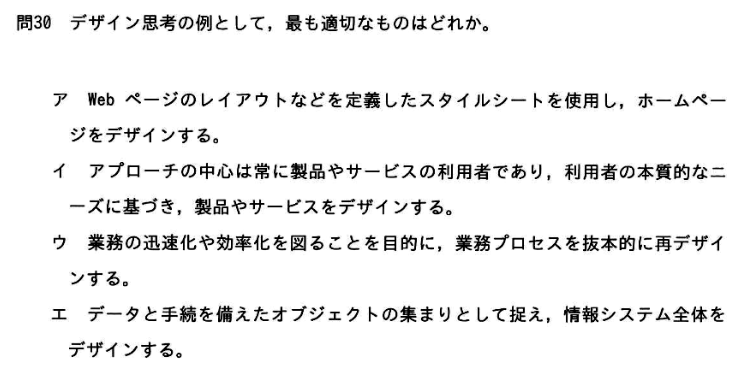 問30 デザイン思考の例として，最も適切なものはどれか。
ア Web ページのレイアウトなどを定義したスタイルシートを使用し，ホームペー
ジをデザインする。
イ アプローチの中心は常に製品やサービスの利用者であり，利用者の本質的なニ
ーズに基づき，製品やサービスをデザインする。
ウ 業務の迅速化や効率化を図ることを目的に，業務プロセスを抜本的に再デザイ
ンする。
エ データと手続を備えたオブジェクトの集まりとして捉え，情報システム全体を
デザインする。